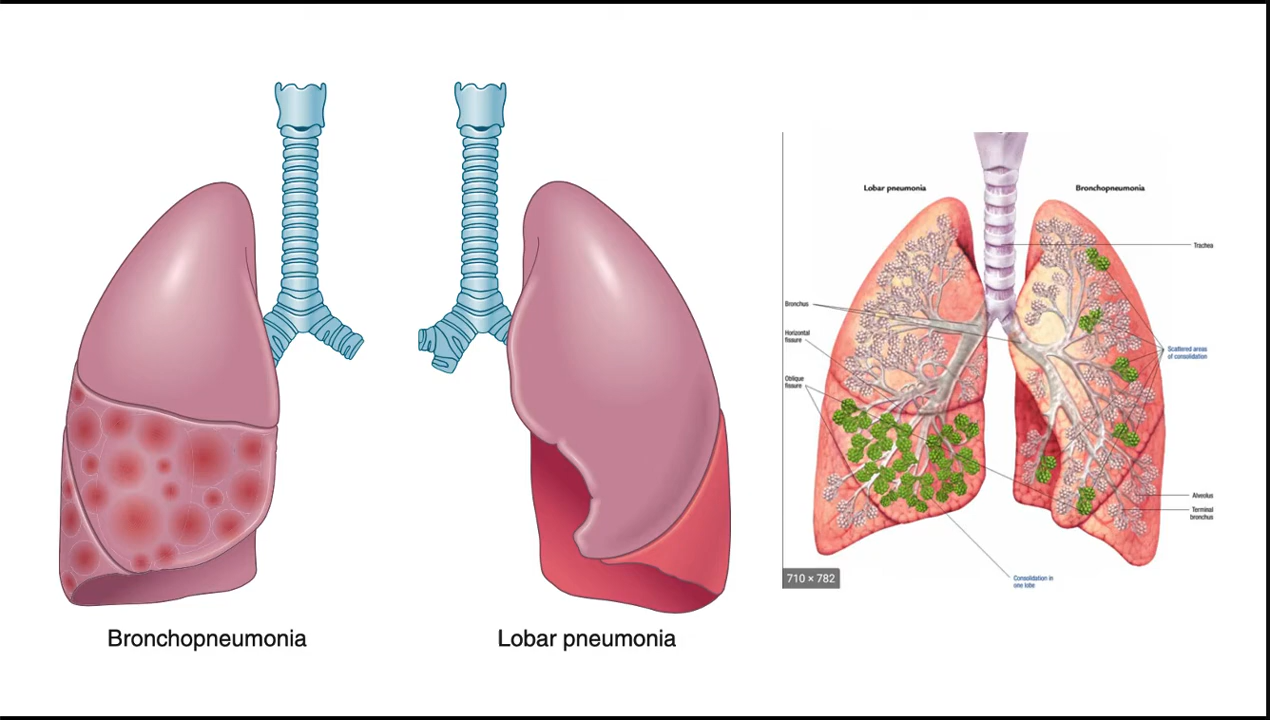 Bronchopneumonia
Lobar pneumonia
Lobar pneumonia
Bronchopneumonia
Trachea
Bronchus
Horizontal
fissure
Scattered areas
of consolidation
Oblique
fissure
Alveolus
Terminal
bronchus
Consolidation in
one lobe
710 × 782